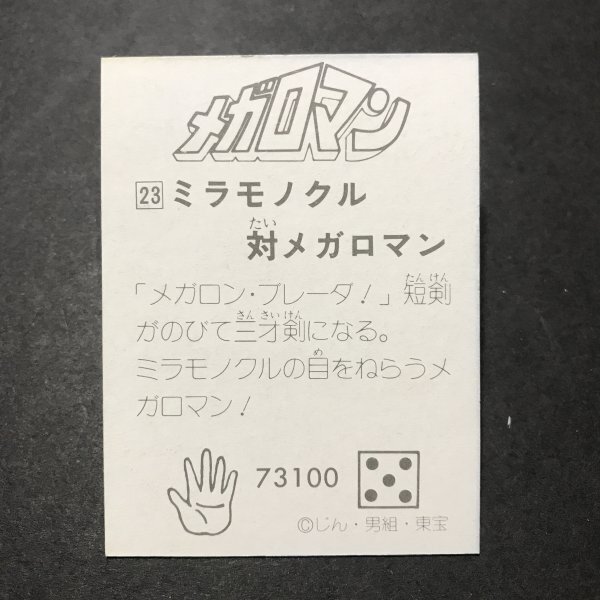 メガロマン
23 ミラモノクル
対メガロマン
たい
「メガロン・ブレーダ！」短剣
たんけん
がのびて三才剣になる。
さんさいけん
ミラモノクルの目をねらうメ
め
ガロマン！
73100
©じん・男組・東宝